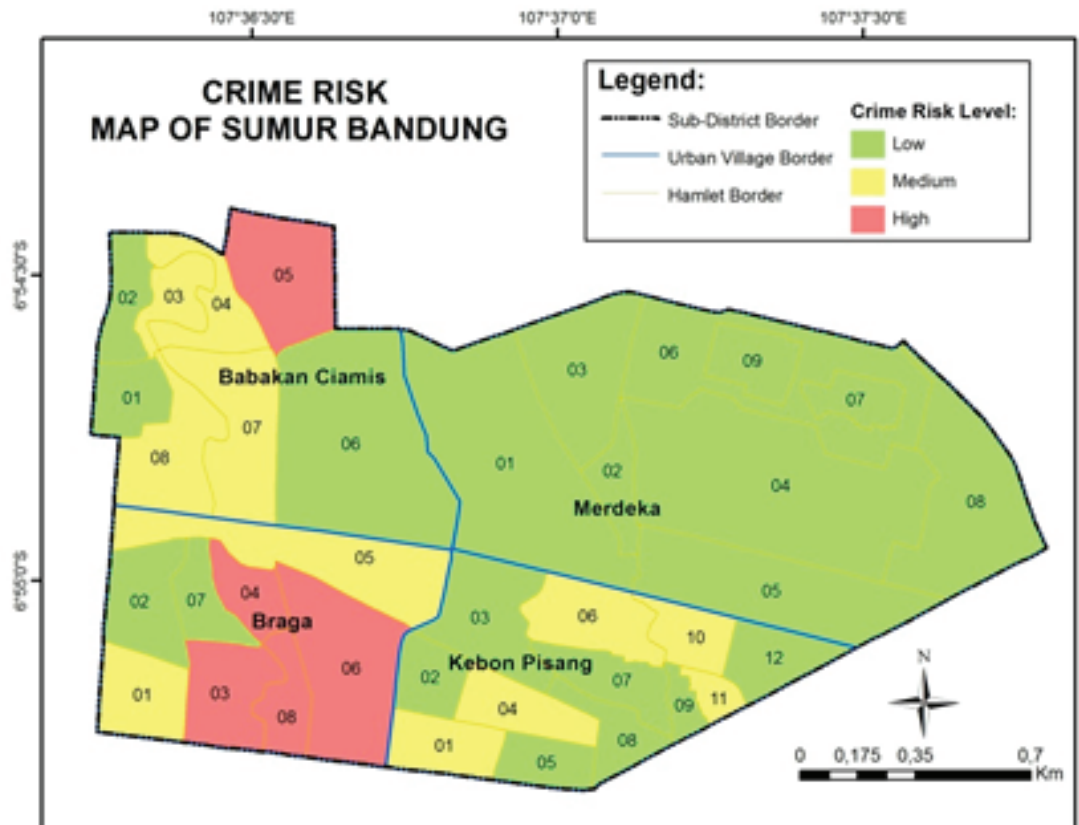 107°36'30"E 107°37'0"E 107°37'30"E
CRIME RISK
MAP OF SUMUR BANDUNG
Legend:
Sub-District Border
Urban Village Border
Hamlet Border
Crime Risk Level:
Low
Medium
High
6°54'30"S
6°55'0"S
Babakan Ciamis
02
03
04
05
01
08
07
06
Merdeka
01
03
02
06
09
07
04
08
05
Braga
05
02
07
04
01
03
08
06
Kebon Pisang
03
06
10
12
02
07
04
09
11
01
05
08
N
0 0,175 0,35 0,7
Km